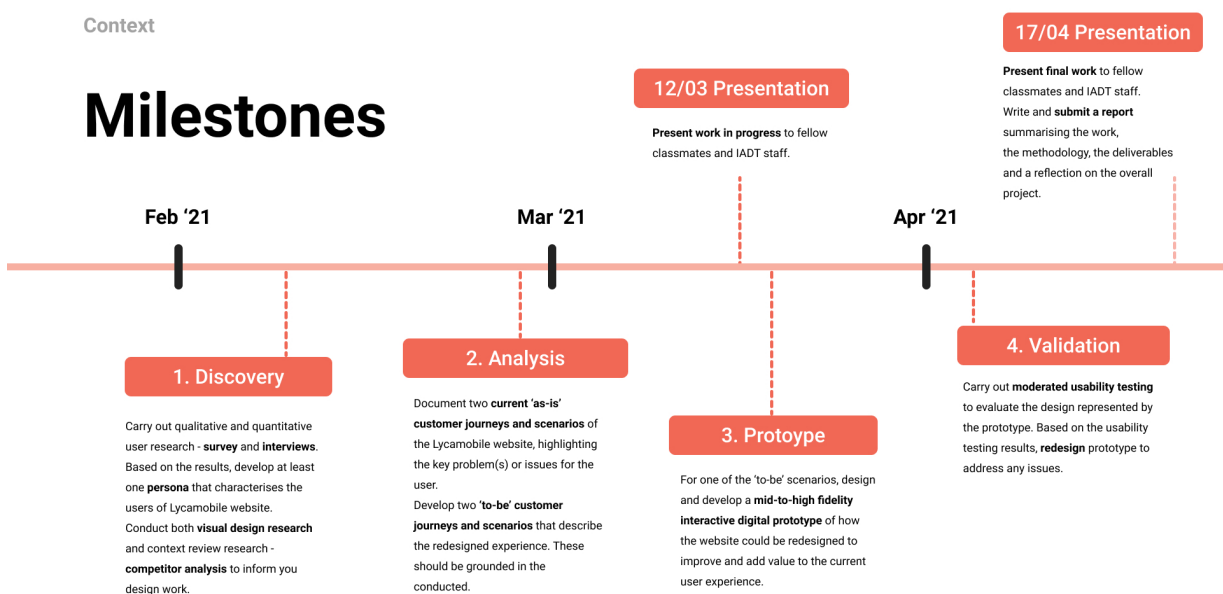 Context
Milestones
17/04 Presentation
Present final work to fellow
classmates and IADT staff.
Write and submit a report
summarising the work,
the methodology, the deliverables
and a reflection on the overall
project.
12/03 Presentation
Present work in progress to fellow
classmates and IADT staff.
Feb ‘21
Mar ‘21
Apr ‘21
1. Discovery
Carry out qualitative and quantitative
user research - survey and interviews.
Based on the results, develop at least
one persona that characterises the
users of Lycamobile website.
Conduct both visual design research
and context review research -
competitor analysis to inform you
design work.
2. Analysis
Document two current ‘as-is’
customer journeys and scenarios of
the Lycamobile website, highlighting
the key problem(s) or issues for the
user.
Develop two ‘to-be’ customer
journeys and scenarios that describe
the redesigned experience. These
should be grounded in the
conducted.
3. Protoype
For one of the ‘to-be’ scenarios, design
and develop a mid-to-high fidelity
interactive digital prototype of how
the website could be redesigned to
improve and add value to the current
user experience.
4. Validation
Carry out moderated usability testing
to evaluate the design represented by
the prototype. Based on the usability
testing results, redesign prototype to
address any issues.